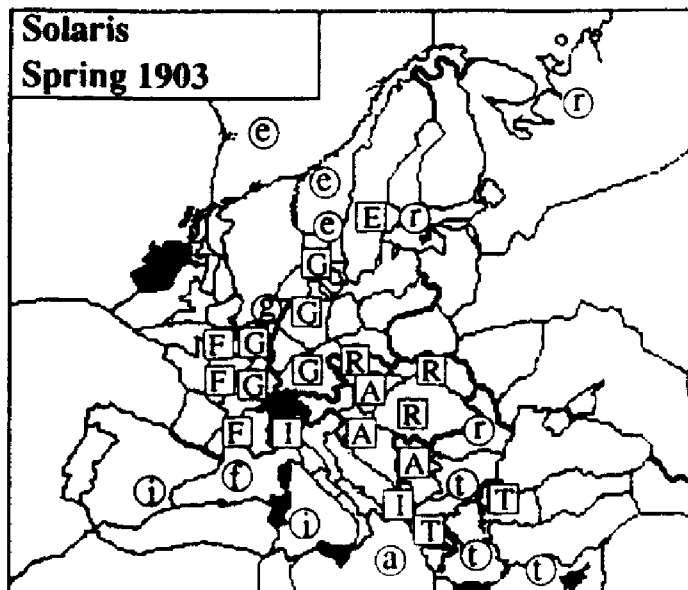 Solaris
Spring 1903
r
e
e
e E r
G
g G
F G
G R R
F G A
R
F I A r
A
f
i I t T
i T
a t t